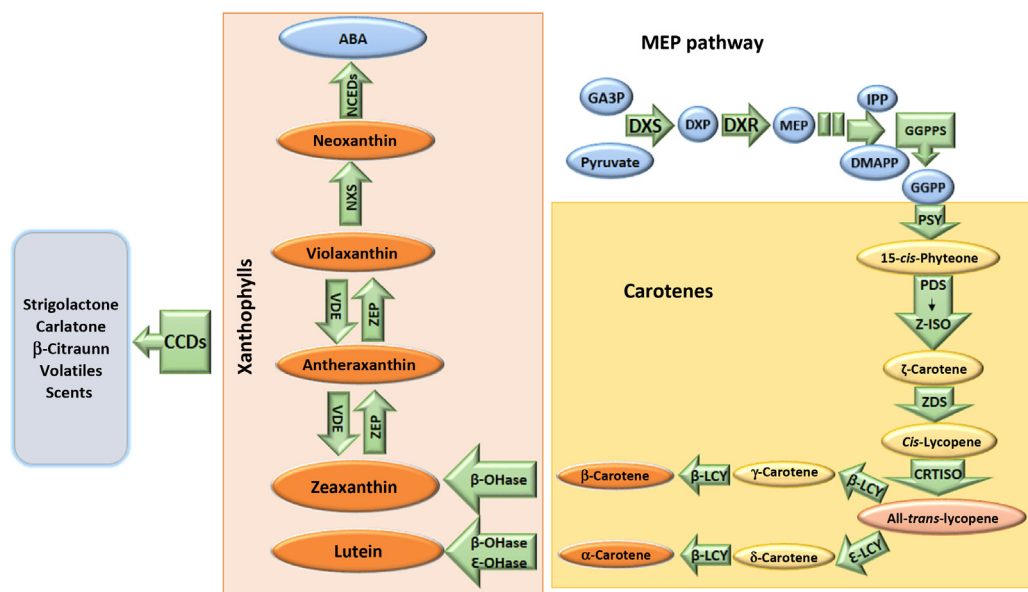 Strigolactone
Carlatone
β-Citraunn
Volatiles
Scents
CCDs
Xanthophylls
ABA
NCEDs
Neoxanthin
NXS
Violaxanthin
VDE
ZEP
Antheraxanthin
VDE
ZEP
Zeaxanthin
β-OHase
Lutein
β-OHase
Ɛ-OHase
MEP pathway
GA3P
Pyruvate
DXS
DXP
DXR
MEP
IPP
DMAPP
GGPPS
GGPP
Carotenes
PSY
15-cis-Phyteone
PDS
Z-ISO
ζ-Carotene
ZDS
Cis-Lycopene
CRTISO
All-trans-lycopene
β-LCY
γ-Carotene
β-LCY
β-Carotene
Ɛ-LCY
δ-Carotene
β-LCY
α-Carotene